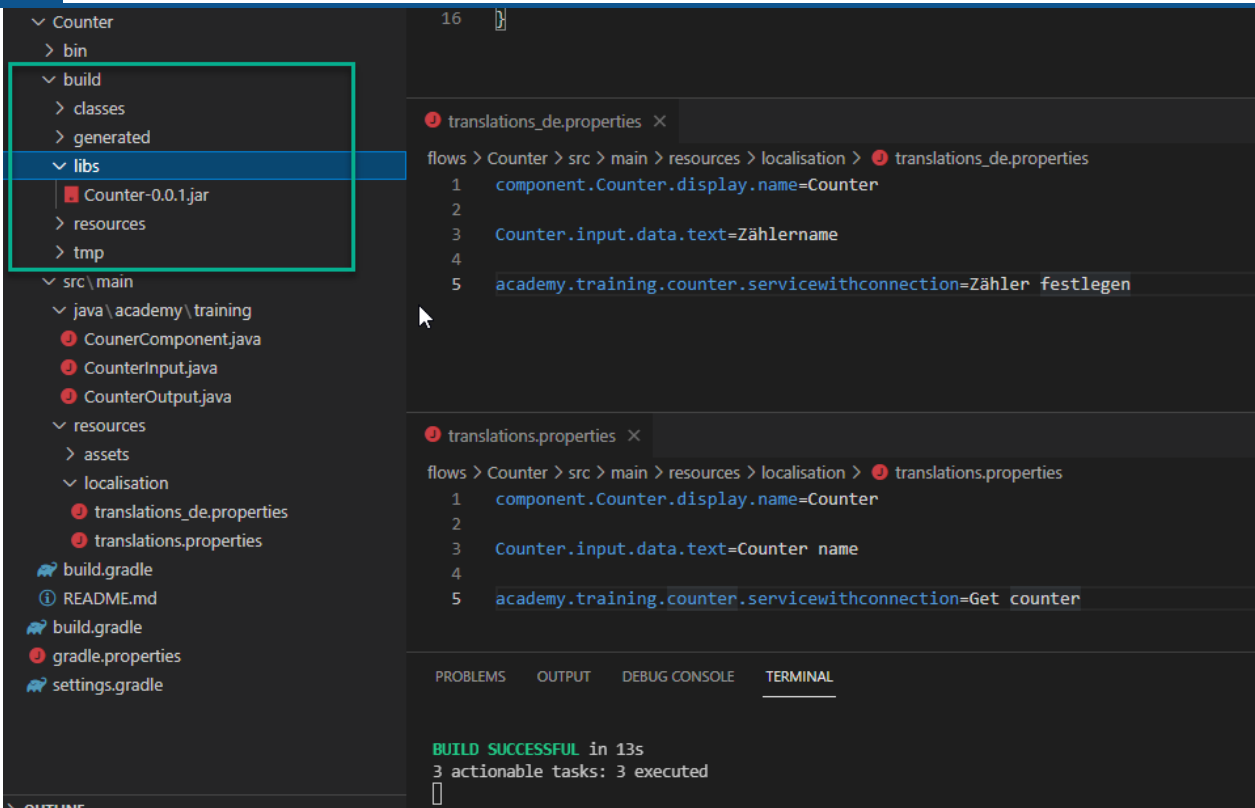 Counter
bin
build
classes
generated
libs
Counter-0.0.1.jar
resources
tmp
src\main
java\academy\training
CounerComponent.java
CounterInput.java
CounterOutput.java
resources
assets
localisation
translations_de.properties
translations.properties
build.gradle
README.md
build.gradle
gradle.properties
settings.gradle
OUTLINE
16 }
translations_de.properties
flows > Counter > src > main > resources > localisation > translations_de.properties
1 component.Counter.display.name=Counter
2
3 Counter.input.data.text=Zählername
4
5 academy.training.counter.servicewithconnection=Zähler festlegen
translations.properties
flows > Counter > src > main > resources > localisation > translations.properties
1 component.Counter.display.name=Counter
2
3 Counter.input.data.text=Counter name
4
5 academy.training.counter.servicewithconnection=Get counter
PROBLEMS OUTPUT DEBUG CONSOLE TERMINAL
BUILD SUCCESSFUL in 13s
3 actionable tasks: 3 executed